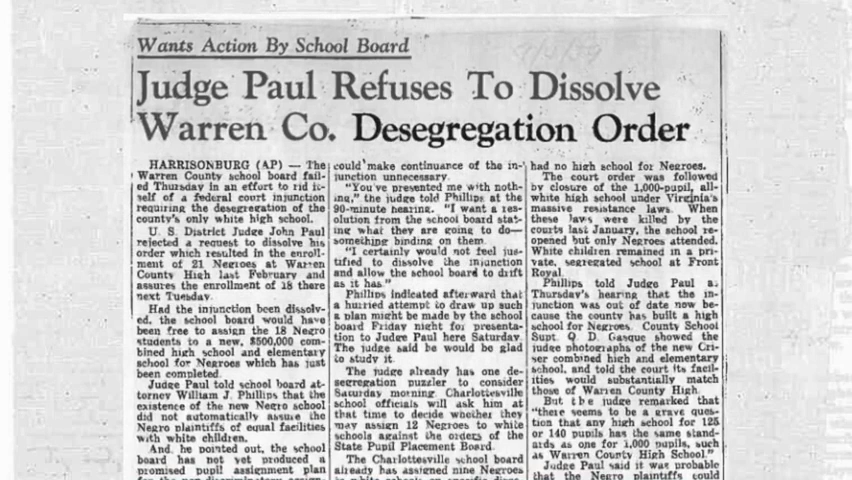 Wants Action By School Board
Judge Paul Refuses To Dissolve
Warren Co. Desegregation Order
HARRISONBURG (AP) — The
Warren County school board fail-
ed Thursday in an effort to rid it-
self of a federal court injunction
requiring the desegregation of the
county's only white high school.
U. S. District Judge John Paul
rejected a request to dissolve his
order which resulted in the enroll-
ment of 21 Negroes at Warren
County High last February and
assures the enrollment of 18 there
next Tuesday.
Had the injunction been dissolv-
ed, the school board would have
been free to assign the 18 Negro
students to a new, $500,000 com-
bined high school and elementary
school for Negroes which has just
been completed.
Judge Paul told school board at-
torney William J. Phillips that the
existence of the new Negro school
did not automatically assure the
Negro plaintiffs of equal facilities
with white children.
And, he pointed out, the school
board has not yet produced a
promised pupil assignment plan
could make continuance of the in-
junction unnecessary.
"You've presented me with noth-
ing," the judge told Phillips at the
90-minute hearing. "I want a res-
olution from the school board stat-
ing what they are going to do—
something binding on them.
"I certainly would not feel jus-
tified to dissolve the injunction
and allow the school board to drift
as it has."
Phillips indicated afterward that
a hurried attempt to draw up such
a plan might be made by the school
board Friday night for presenta-
tion to Judge Paul here Saturday.
The judge said he would be glad
to study it.
The judge already has one de-
segregation puzzler to consider
Saturday morning. Charlottesville
school officials will ask him at
that time to decide whether they
may assign 12 Negroes to white
schools against the orders of the
State Pupil Placement Board.
The Charlottesville school board
already has assigned nine Negroes
had no high school for Negroes.
The court order was followed
by closure of the 1,000-pupil, all-
white high school under Virginia's
massive resistance laws. When
these laws were killed by the
courts last January, the school re-
opened but only Negroes attended.
White children remained in a pri-
vate, segregated school at Front
Royal.
Phillips told Judge Paul at
Thursday's hearing that the in-
junction was out of date now be-
cause the county has built a high
school for Negroes. County School
Supt. Q. D. Gasque showed the
judge photographs of the new Cri-
ser combined high and elementary
school, and told the court its facil-
ities would substantially match
those of Warren County High.
But the judge remarked that
"there seems to be a grave ques-
tion that any high school for 125
or 140 pupils has the same stand-
ards as one for 1,000 pupils, such
as Warren County High School."
Judge Paul said it was probable
that the Negro plaintiffs could